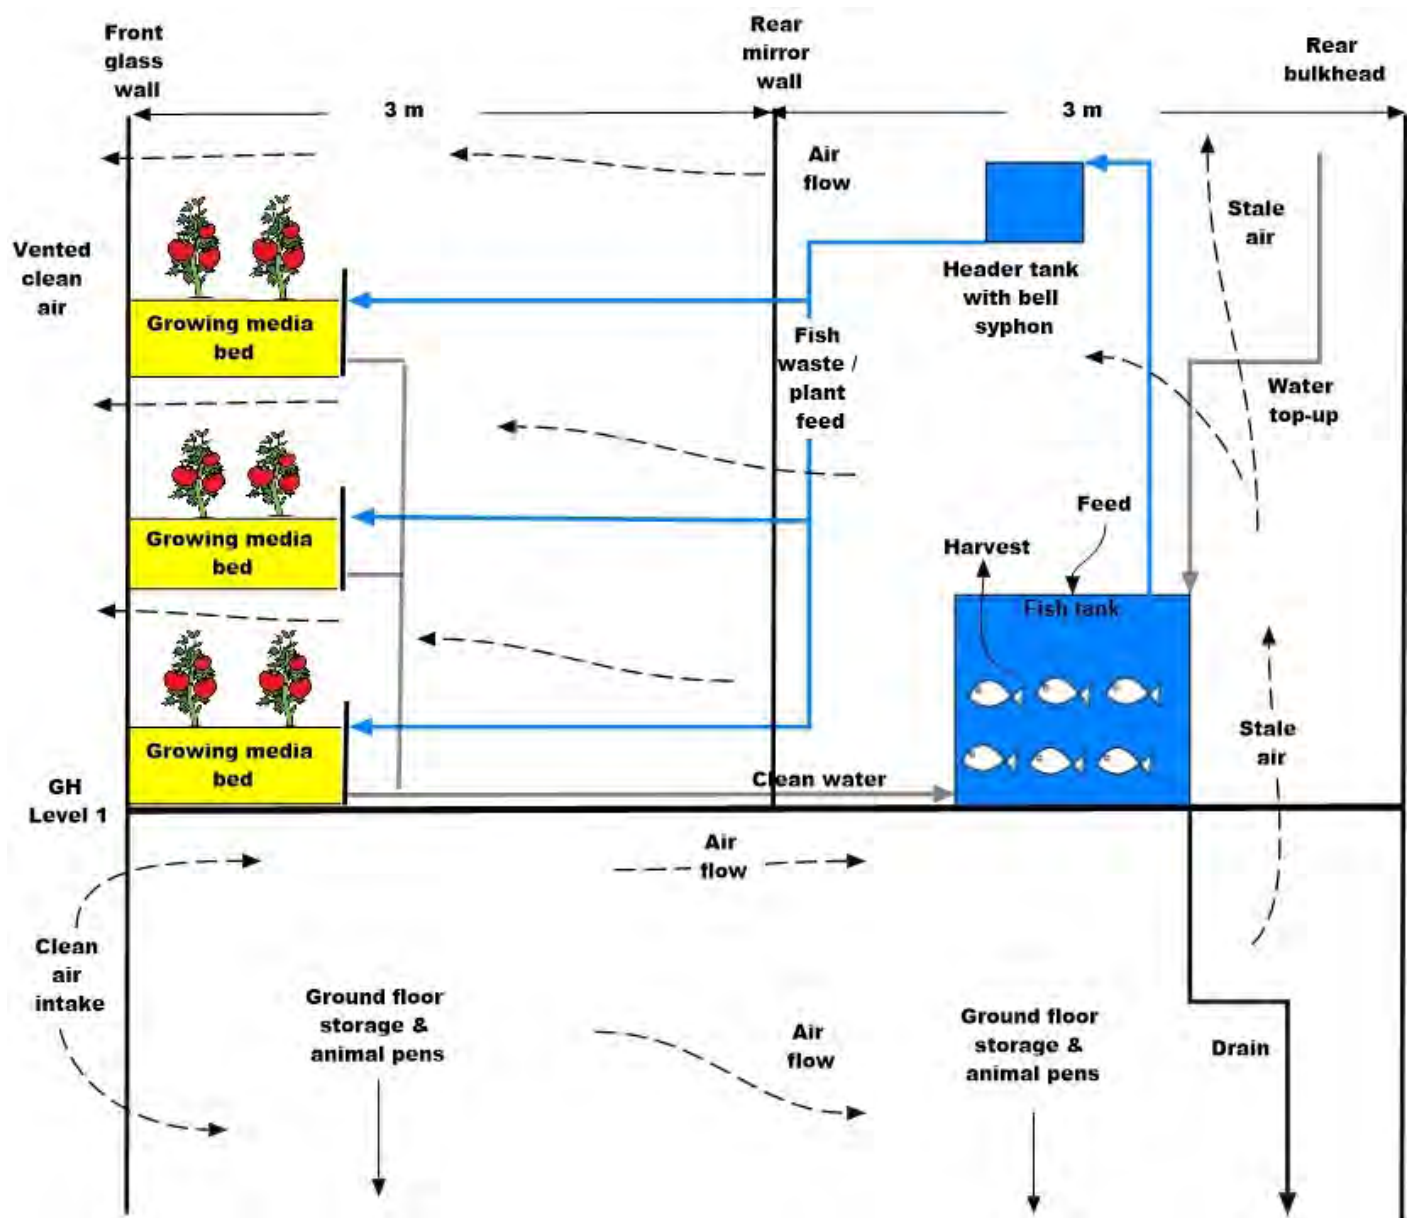 Front
glass
wall
Rear
mirror
wall
Rear
bulkhead
3 m
3 m
Air
flow
Stale
air
Vented
clean
air
Header tank
with bell
syphon
Growing media
bed
Fish
waste /
plant
feed
Water
top-up
Feed
Harvest
Growing media
bed
Fish tank
Stale
air
Growing media
bed
Clean water
GH
Level 1
Air
flow
Clean
air
intake
Ground floor
storage &
animal pens
Air
flow
Ground floor
storage &
animal pens
Drain